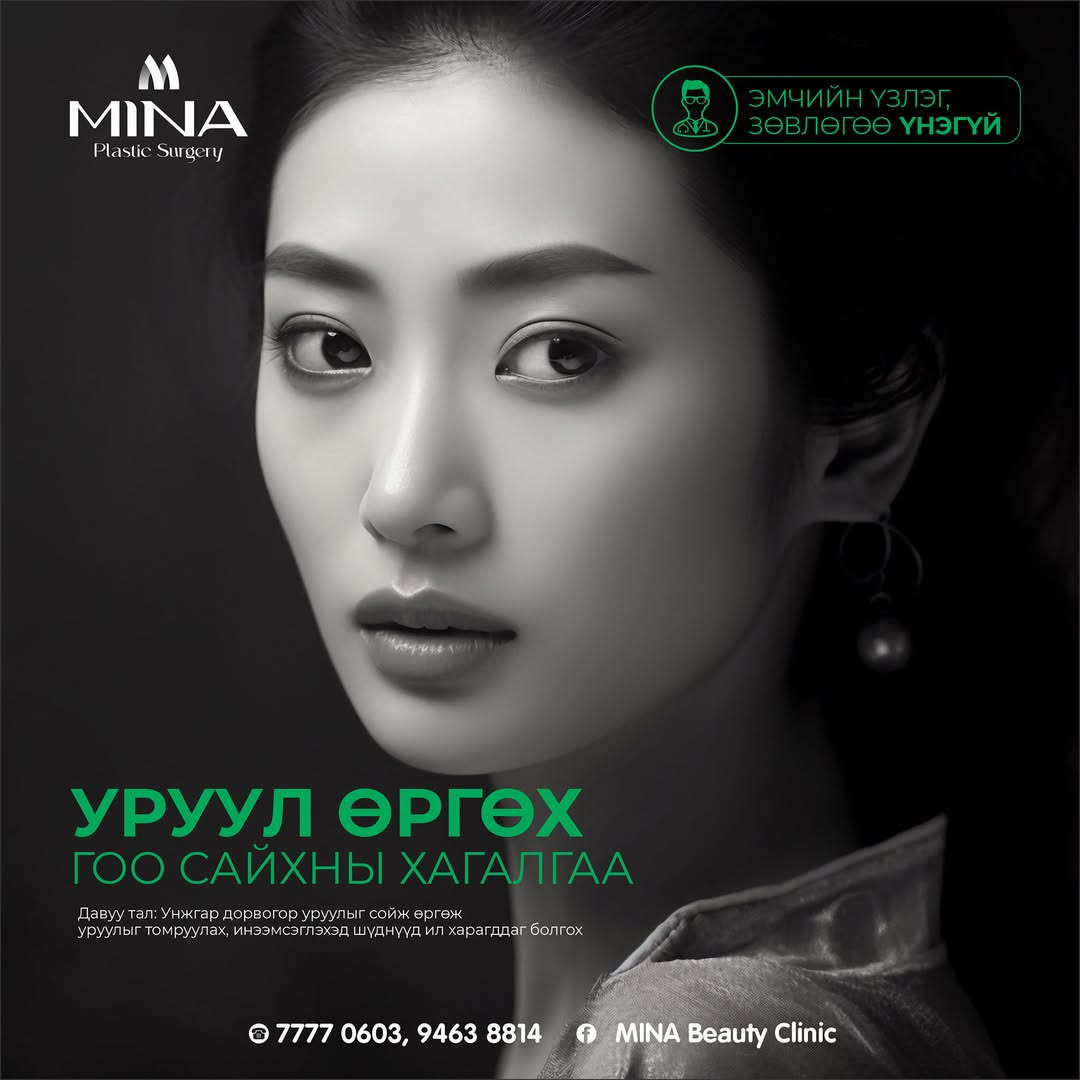 MINA
Plastic Surgery
ЭМЧИЙН ҮЗЛЭГ,
ЗӨВЛӨГӨӨ ҮНЭГҮЙ
УРУУЛ ӨРГӨХ
ГОО САЙХНЫ ХАГАЛГАА
Давуу тал: Унжгар дорвогор уруулыг сойж өргөж
уруулыг томруулах, инээмсэглэхэд шүднүүд ил харагддаг болгох
7777 0603, 9463 8814 MINA Beauty Clinic